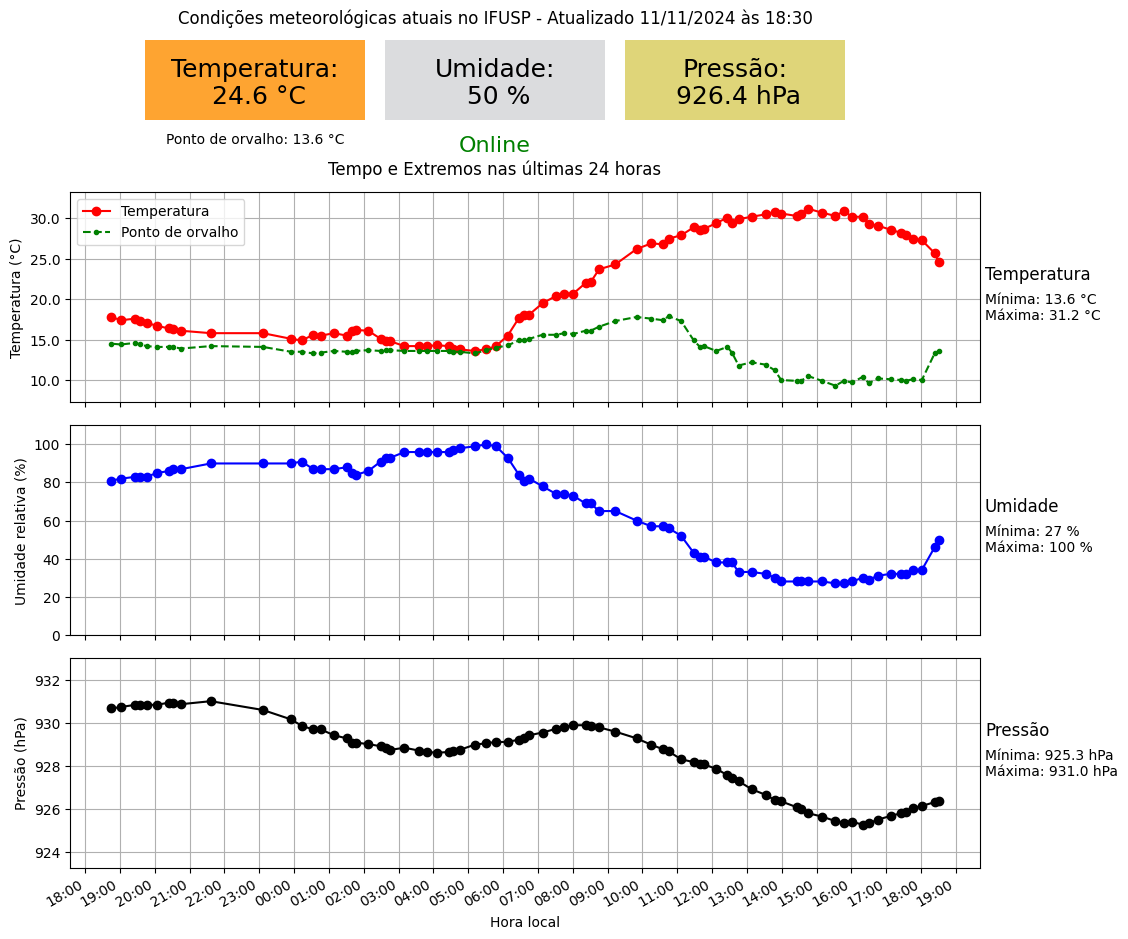 Condições meteorológicas atuais no IFUSP - Atualizado 11/11/2024 às 18:30
Temperatura:
24.6 °C
Umidade:
50 %
Pressão:
926.4 hPa
Ponto de orvalho: 13.6 °C
Online
Tempo e Extremos nas últimas 24 horas
Temperatura
Ponto de orvalho
Temperatura (°C)
30.0
25.0
20.0
15.0
10.0
Temperatura
Mínima: 13.6 °C
Máxima: 31.2 °C
Umidade relativa (%)
100
80
60
40
20
0
Umidade
Mínima: 27 %
Máxima: 100 %
Pressão (hPa)
932
930
928
926
924
Pressão
Mínima: 925.3 hPa
Máxima: 931.0 hPa
18:00 19:00 20:00 21:00 22:00 23:00 00:00 01:00 02:00 03:00 04:00 05:00 06:00 07:00 08:00 09:00 10:00 11:00 12:00 13:00 14:00 15:00 16:00 17:00 18:00 19:00
Hora local